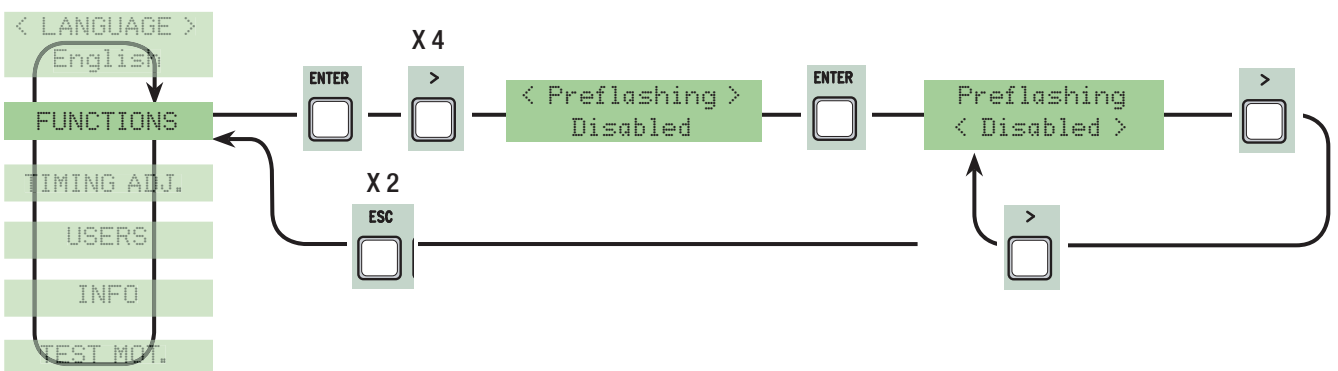 < LANGUAGE >
English
FUNCTIONS
TIMING ADJ.
USERS
INFO
TEST MOT.
ENTER
X 4
>
< Preflashing >
Disabled
ENTER
Preflashing
< Disabled >
>
>
X 2
ESC